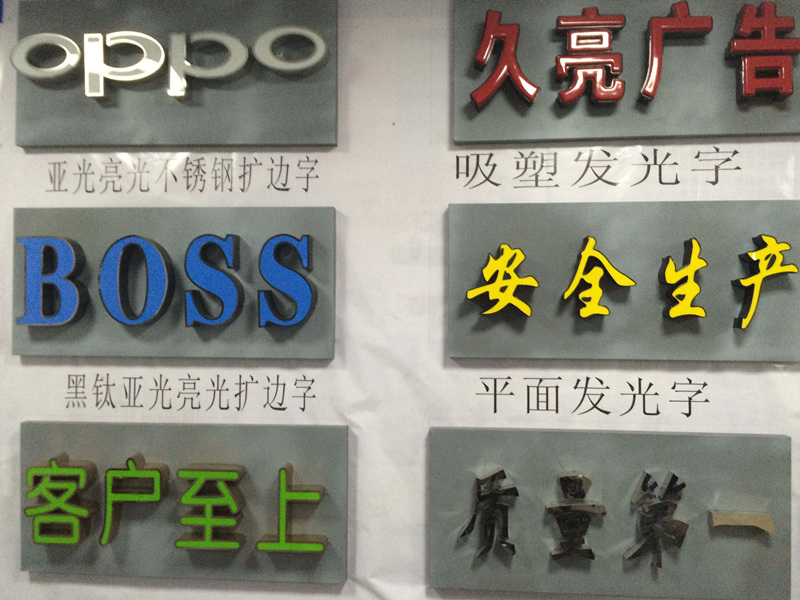 oppo
亚光亮光不锈钢扩边字
久亮广告
吸塑发光字
BOSS
黑钛亚光亮光扩边字
安全生产
平面发光字
客户至上
质量第一